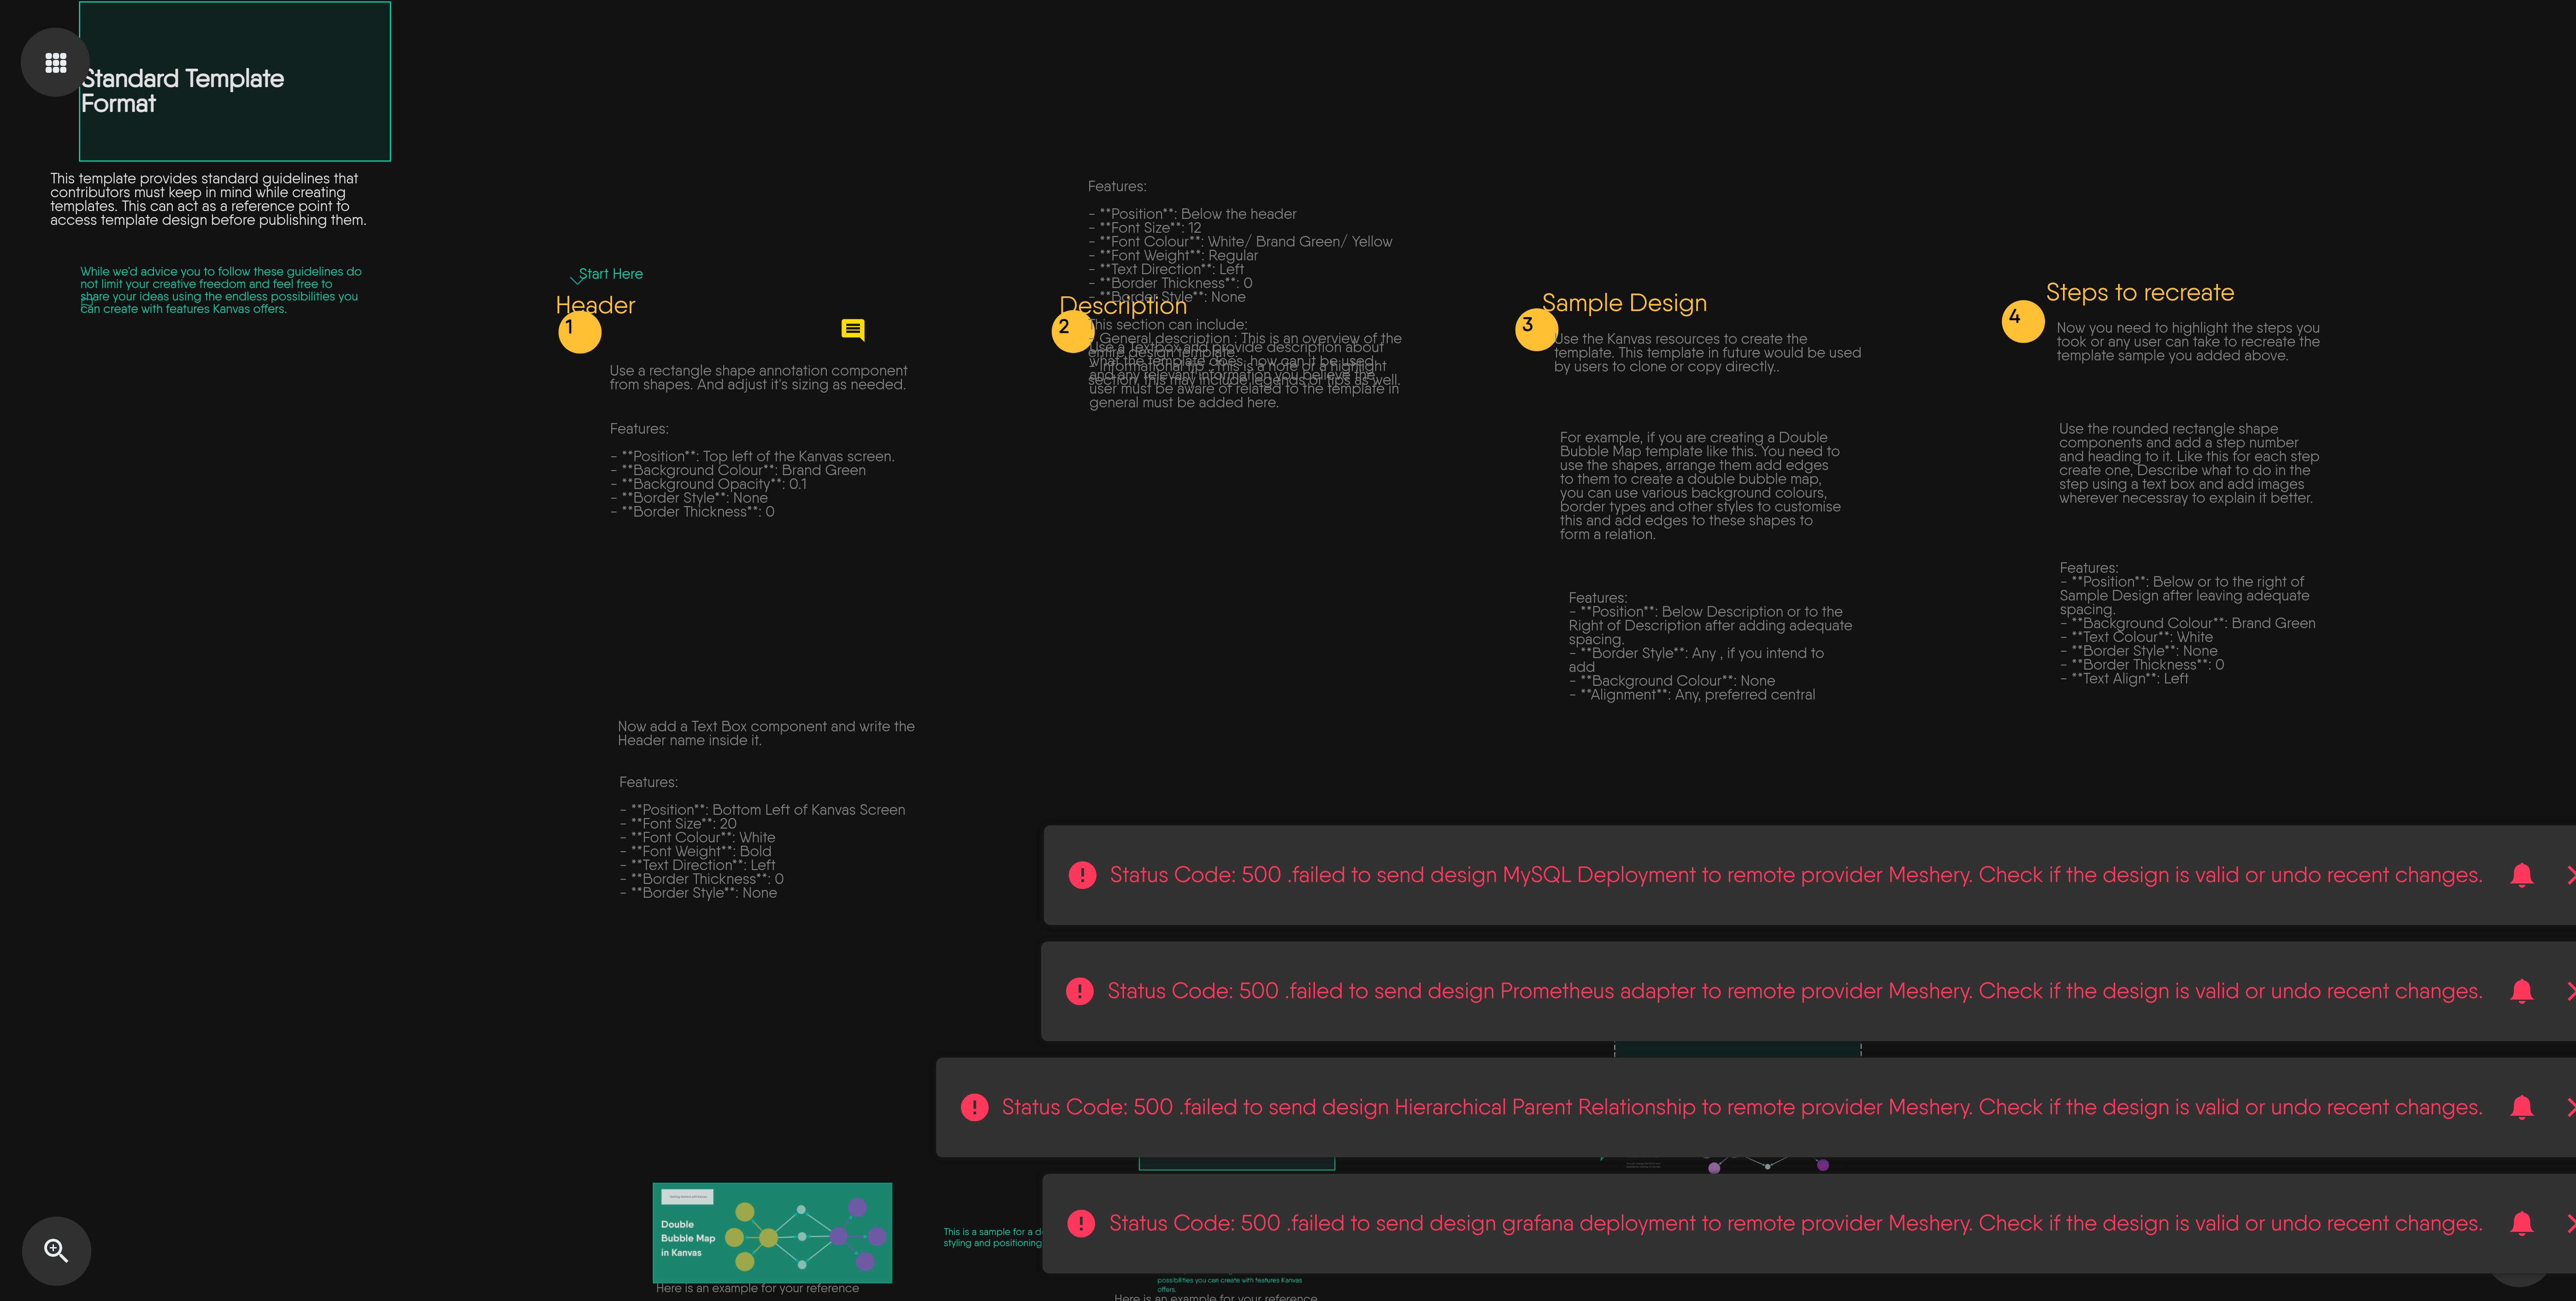 Standard Template
Format
This template provides standard guidelines that
contributors must keep in mind while creating
templates. This can act as a reference point to
access template design before publishing them.
While we'd advice you to follow these guidelines do
not limit your creative freedom and feel free to
share your ideas using the endless possibilities you
can create with features Kanvas offers.
Start Here
Header
1
Use a rectangle shape annotation component
from shapes. And adjust it's sizing as needed.
Features:
- **Position**: Top left of the Kanvas screen.
- **Background Colour**: Brand Green
- **Background Opacity**: 0.1
- **Border Style**: None
- **Border Thickness**: 0
Now add a Text Box component and write the
Header name inside it.
Features:
- **Position**: Bottom Left of Kanvas Screen
- **Font Size**: 20
- **Font Colour**: White
- **Font Weight**: Bold
- **Text Direction**: Left
- **Border Thickness**: 0
- **Border Style**: None
Double
Bubble Map
in Kanvas
Here is an example for your reference
Features:
- **Position**: Below the header
- **Font Size**: 12
- **Font Colour**: White/ Brand Green/ Yellow
- **Font Weight**: Regular
- **Text Direction**: Left
- **Border Thickness**: 0
- **Border Style**: None
Description
2
This section can include:
- General description : This is an overview of the
entire design template.
- Informational tip : This is a note or a highlight
section, this may include legends or tips as well.
Use a Textbox and provide description about
what the template does, how can it be used
and any relevant information you believe the
user must be aware of related to the template in
general must be added here.
Sample Design
3
Use the Kanvas resources to create the
template. This template in future would be used
by users to clone or copy directly..
For example, if you are creating a Double
Bubble Map template like this. You need to
use the shapes, arrange them add edges
to them to create a double bubble map,
you can use various background colours,
border types and other styles to customise
this and add edges to these shapes to
form a relation.
Features:
- **Position**: Below Description or to the
Right of Description after adding adequate
spacing.
- **Border Style**: Any , if you intend to
add
- **Background Colour**: None
- **Alignment**: Any, preferred central
Steps to recreate
4
Now you need to highlight the steps you
took or any user can take to recreate the
template sample you added above.
Use the rounded rectangle shape
components and add a step number
and heading to it. Like this for each step
create one, Describe what to do in the
step using a text box and add images
wherever necessray to explain it better.
Features:
- **Position**: Below or to the right of
Sample Design after leaving adequate
spacing.
- **Background Colour**: Brand Green
- **Text Colour**: White
- **Border Style**: None
- **Border Thickness**: 0
- **Text Align**: Left
Status Code: 500 .failed to send design MySQL Deployment to remote provider Meshery. Check if the design is valid or undo recent changes.
Status Code: 500 .failed to send design Prometheus adapter to remote provider Meshery. Check if the design is valid or undo recent changes.
Status Code: 500 .failed to send design Hierarchical Parent Relationship to remote provider Meshery. Check if the design is valid or undo recent changes.
Status Code: 500 .failed to send design grafana deployment to remote provider Meshery. Check if the design is valid or undo recent changes.
This is a sample for a
styling and positioning
possibilities you can create with features Kanvas
offers.
Here is an example for your reference